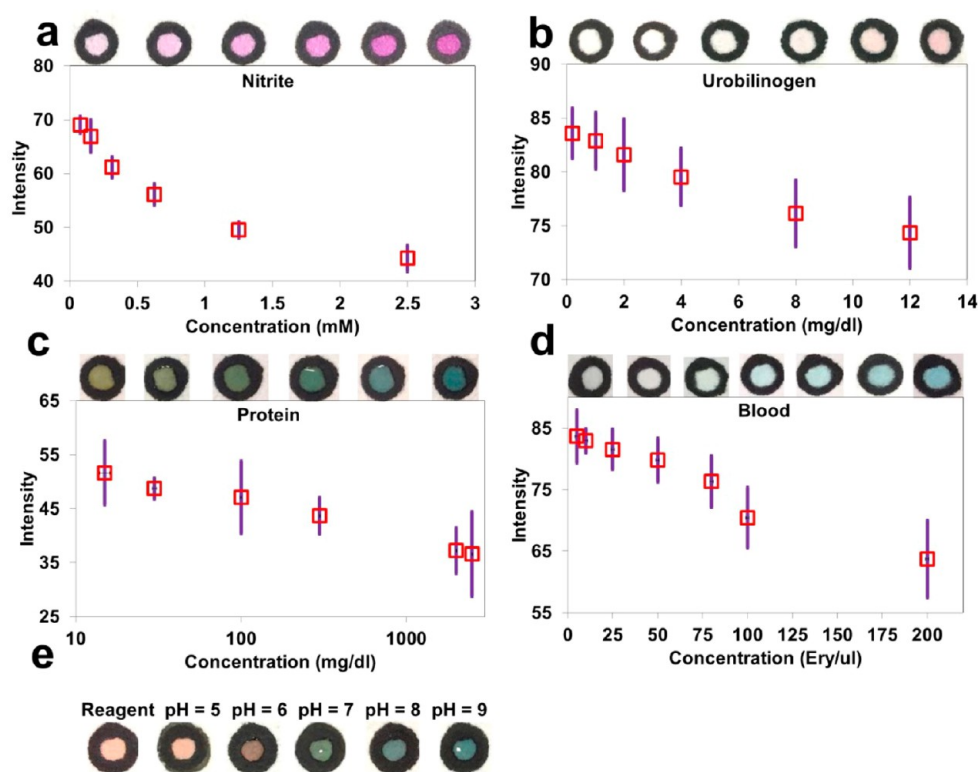 a
80
70
60
50
40
Intensity
Nitrite
0 0.5 1 1.5 2 2.5 3
Concentration (mM)
b
90
85
80
75
70
Intensity
Urobilinogen
0 2 4 6 8 10 12 14
Concentration (mg/dl)
c
65
55
45
35
25
Intensity
Protein
10 100 1000
Concentration (mg/dl)
d
85
75
65
55
Intensity
Blood
0 25 50 75 100 125 150 175 200
Concentration (Ery/ul)
e
Reagent pH = 5 pH = 6 pH = 7 pH = 8 pH = 9